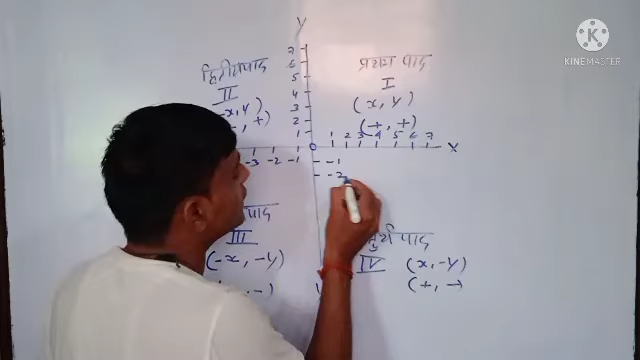 Y
7
6
5
4
3
2
1
द्वितीय पाद
II
(-x, y)
, +)
प्रथम पाद
I
(x, y)
(+, +)
1 2 3 4 5 6 7
X
-3 -2 -1 0
-1
-2
पाद
III
(-x, -y)
, -)
चतुर्थ पाद
IV (x, -y)
(+, -)
K
KINEMASTER